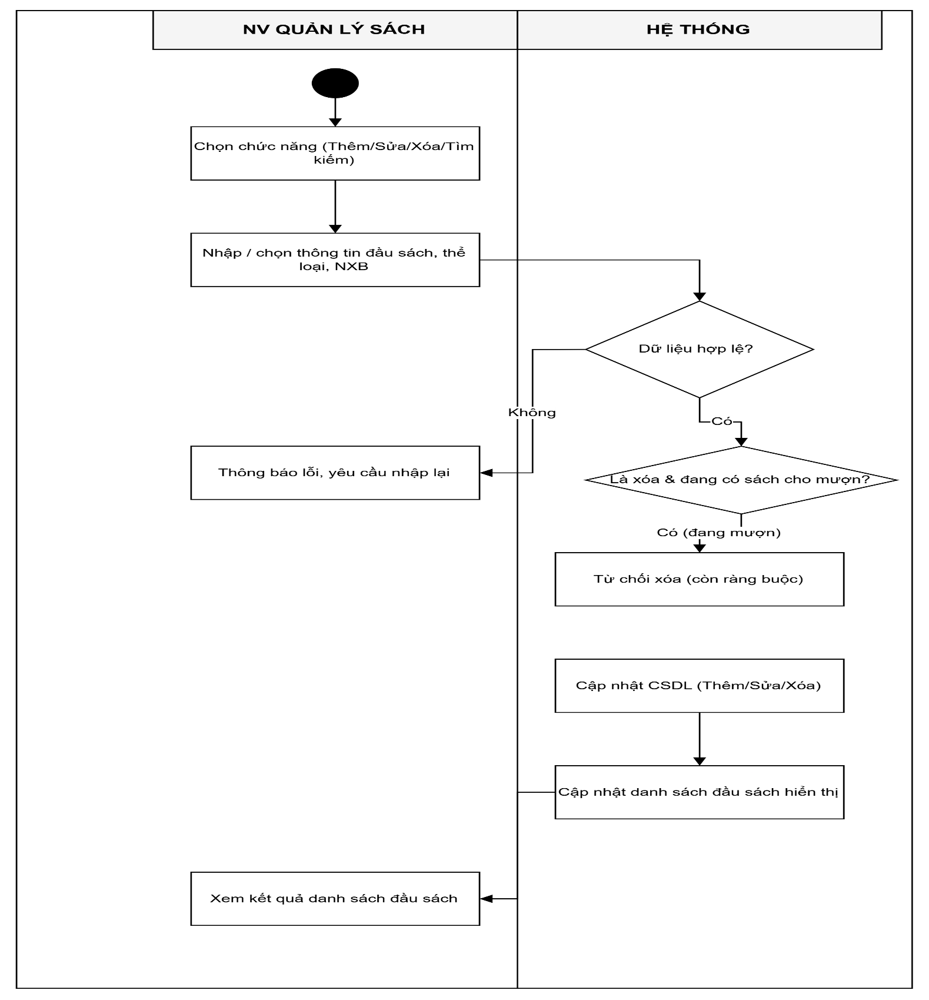 NV QUẢN LÝ SÁCH
HỆ THỐNG
Chọn chức năng (Thêm/Sửa/Xóa/Tìm
kiếm)
Nhập / chọn thông tin đầu sách, thể
loại, NXB
Dữ liệu hợp lệ?
Không
Có
Thông báo lỗi, yêu cầu nhập lại
Là xóa & đang có sách cho mượn?
Có (đang mượn)
Từ chối xóa (còn ràng buộc)
Cập nhật CSDL (Thêm/Sửa/Xóa)
Cập nhật danh sách đầu sách hiển thị
Xem kết quả danh sách đầu sách